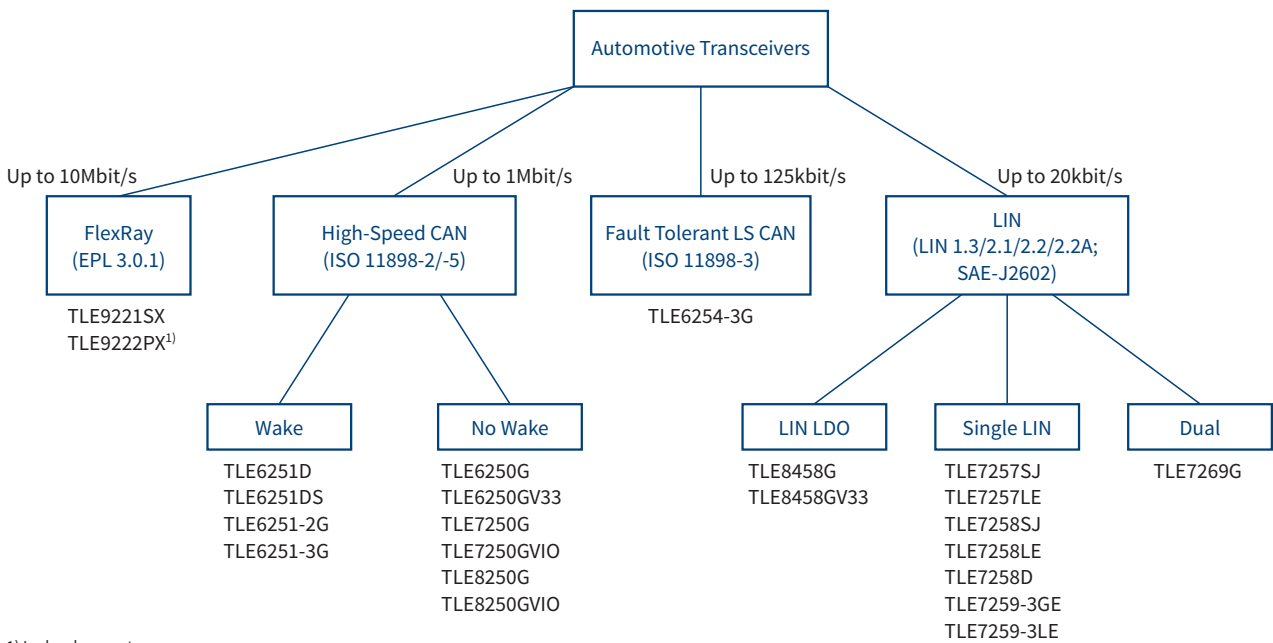 Automotive Transceivers
Up to 10Mbit/s
Up to 1Mbit/s
Up to 125kbit/s
Up to 20kbit/s
FlexRay
(EPL 3.0.1)
High-Speed CAN
(ISO 11898-2/-5)
Fault Tolerant LS CAN
(ISO 11898-3)
LIN
(LIN 1.3/2.1/2.2/2.2A;
SAE-J2602)
TLE9221SX
TLE9222PX1)
TLE6254-3G
Wake
TLE6251D
TLE6251DS
TLE6251-2G
TLE6251-3G
No Wake
TLE6250G
TLE6250GV33
TLE7250G
TLE7250GVIO
TLE8250G
TLE8250GVIO
LIN LDO
TLE8458G
TLE8458GV33
Single LIN
TLE7257SJ
TLE7257LE
TLE7258SJ
TLE7258LE
TLE7258D
TLE7259-3GE
TLE7259-3LE
Dual
TLE7269G